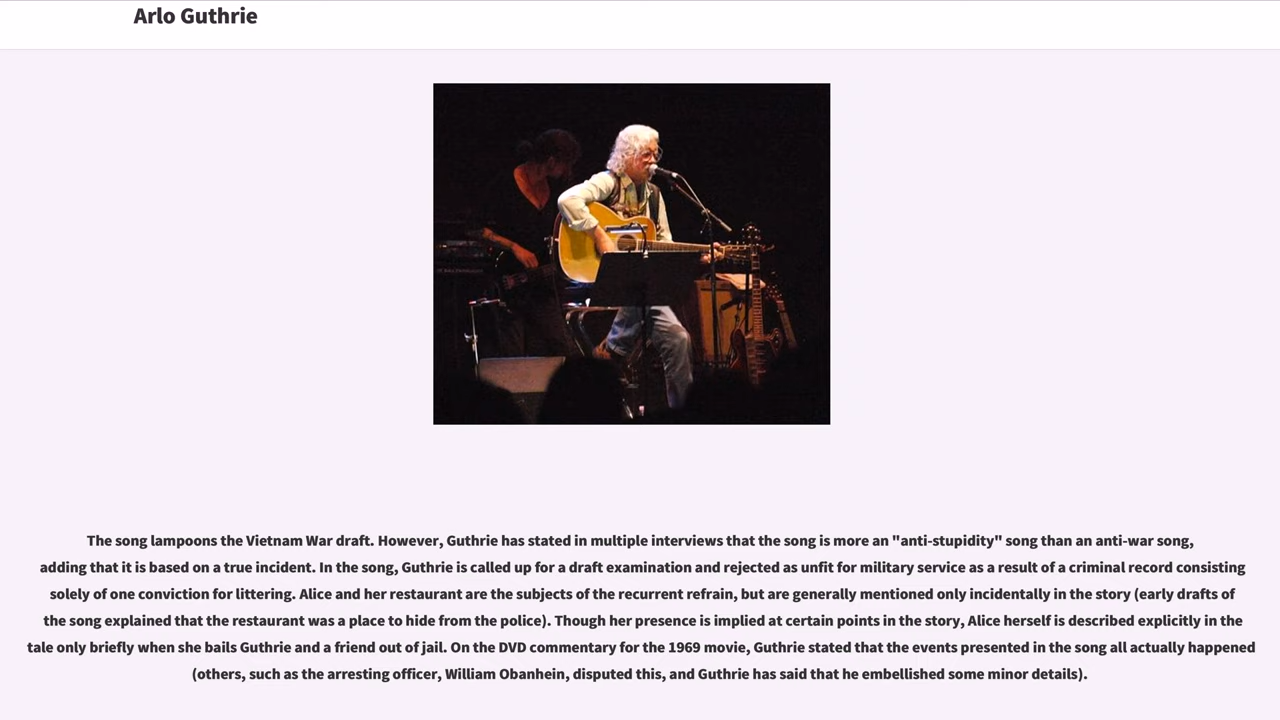 Arlo Guthrie
The song lampoons the Vietnam War draft. However, Guthrie has stated in multiple interviews that the song is more an "anti-stupidity" song than an anti-war song,
adding that it is based on a true incident. In the song, Guthrie is called up for a draft examination and rejected as unfit for military service as a result of a criminal record consisting
solely of one conviction for littering. Alice and her restaurant are the subjects of the recurrent refrain, but are generally mentioned only incidentally in the story (early drafts of
the song explained that the restaurant was a place to hide from the police). Though her presence is implied at certain points in the story, Alice herself is described explicitly in the
tale only briefly when she bails Guthrie and a friend out of jail. On the DVD commentary for the 1969 movie, Guthrie stated that the events presented in the song all actually happened
(others, such as the arresting officer, William Obanhein, disputed this, and Guthrie has said that he embellished some minor details).